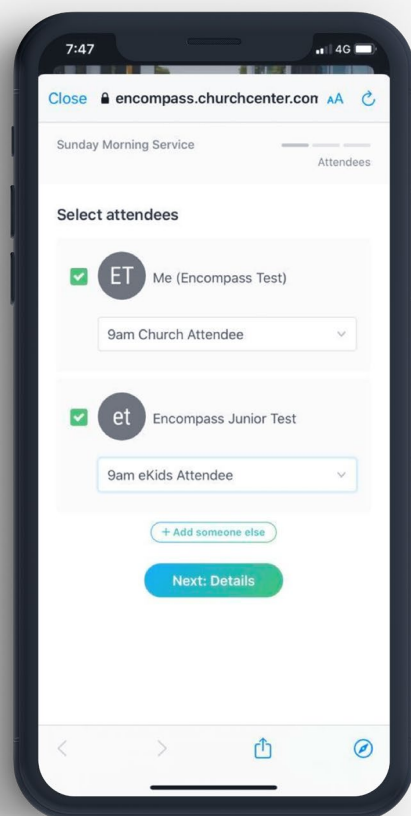 7:47
4G
Close encompass.churchcenter.com AA
Sunday Morning Service
Attendees
Select attendees
ET Me (Encompass Test)
9am Church Attendee
et Encompass Junior Test
9am eKids Attendee
+ Add someone else
Next: Details